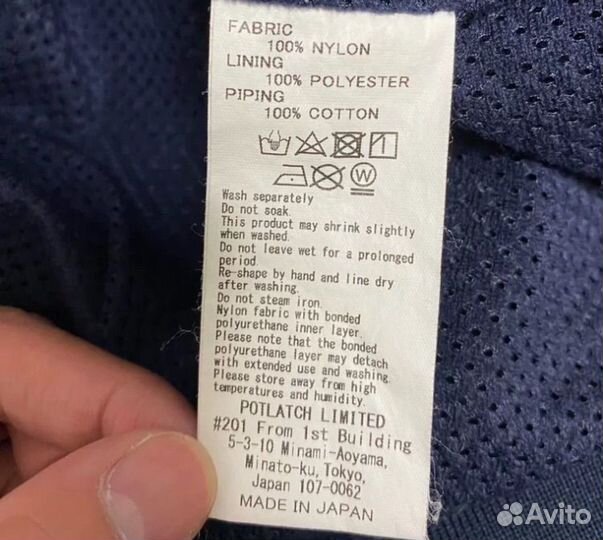 FABRIC
100% NYLON
LINING
100% POLYESTER
PIPING
100% COTTON
W
Wash separately
Do not soak.
This product may shrink slightly
when washed.
Do not leave wet for a prolonged
period.
Re-shape by hand and line dry
after washing.
Do not steam iron.
Nylon fabric with bonded
polyurethane inner layer.
Please note that the bonded
polyurethane layer may detach
with extended use and washing.
Please store away from high
temperatures and humidity.
POTLATCH LIMITED
#201 From 1st Building
5-3-10 Minami-Aoyama,
Minato-ku, Tokyo,
Japan 107-0062
MADE IN JAPAN
Avito